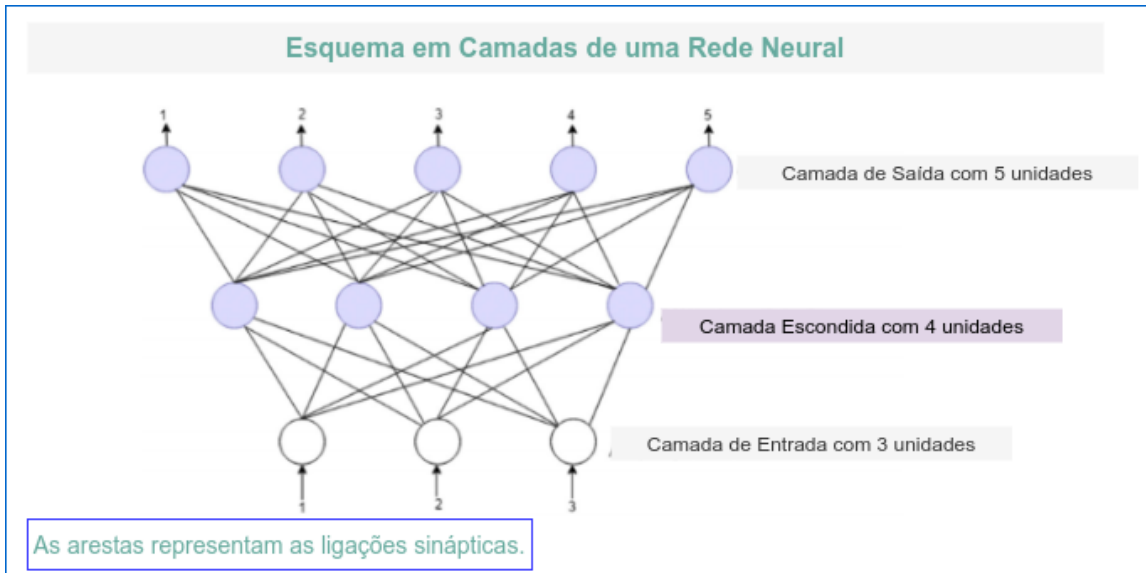 Esquema em Camadas de uma Rede Neural
1 2 3 4 5
Camada de Saída com 5 unidades
Camada Escondida com 4 unidades
Camada de Entrada com 3 unidades
1 2 3
As arestas representam as ligações sinápticas.